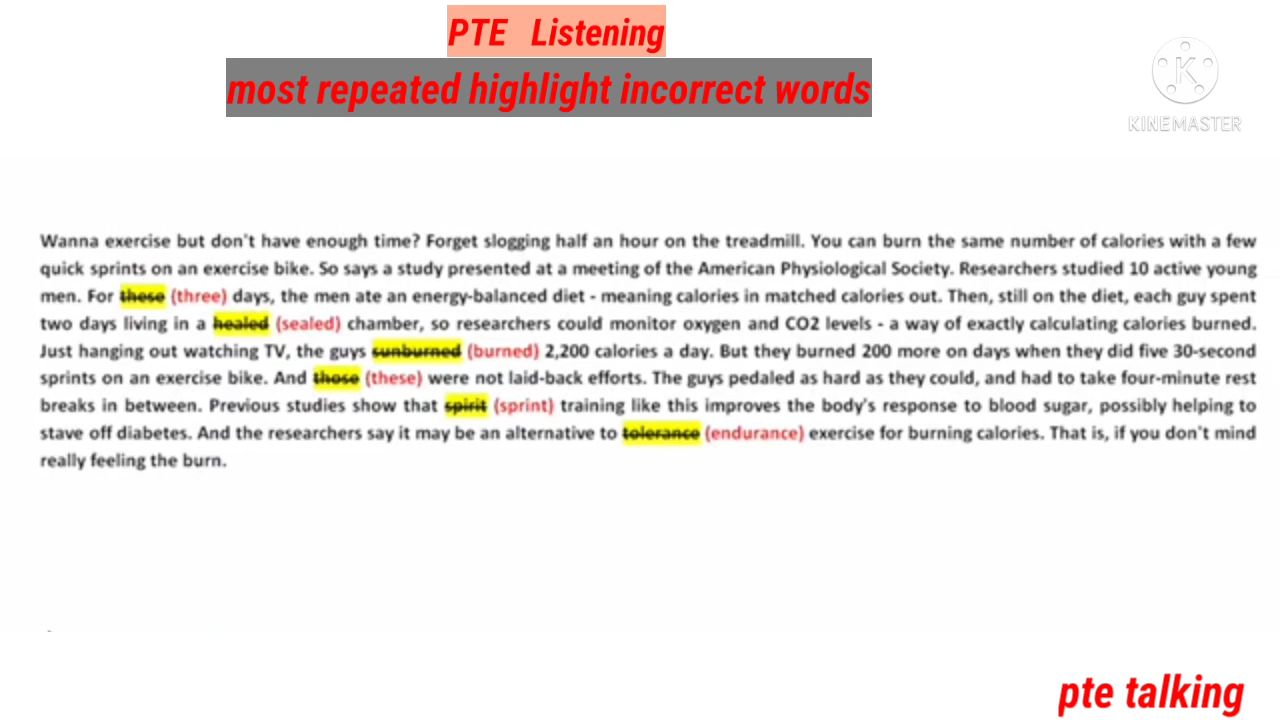 PTE Listening
most repeated highlight incorrect words
KINEMASTER
Wanna exercise but don't have enough time? Forget slogging half an hour on the treadmill. You can burn the same number of calories with a few
quick sprints on an exercise bike. So says a study presented at a meeting of the American Physiological Society. Researchers studied 10 active young
men. For these (three) days, the men ate an energy-balanced diet - meaning calories in matched calories out. Then, still on the diet, each guy spent
two days living in a healed (sealed) chamber, so researchers could monitor oxygen and CO2 levels - a way of exactly calculating calories burned.
Just hanging out watching TV, the guys sunburned (burned) 2,200 calories a day. But they burned 200 more on days when they did five 30-second
sprints on an exercise bike. And those (these) were not laid-back efforts. The guys pedaled as hard as they could, and had to take four-minute rest
breaks in between. Previous studies show that spirit (sprint) training like this improves the body's response to blood sugar, possibly helping to
stave off diabetes. And the researchers say it may be an alternative to tolerance (endurance) exercise for burning calories. That is, if you don't mind
really feeling the burn.
pte talking